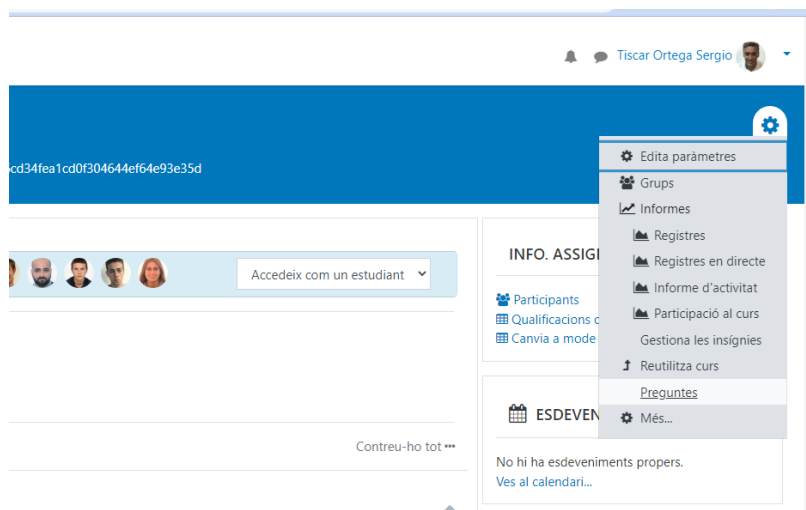 Tiscar Ortega Sergio
5cd34fea1cd0f304644ef64e93e35d
Edita paràmetres
Grups
Informes
Registres
Registres en directe
Informe d'activitat
Participació al curs
Gestiona les insígnies
Reutilitza curs
Preguntes
Més...
Accedeix com un estudiant
Contreu-ho tot
INFO. ASSIG
Participants
Qualificacions
Canvia a mode
ESDEVEN
No hi ha esdeveniments propers.
Ves al calendari...